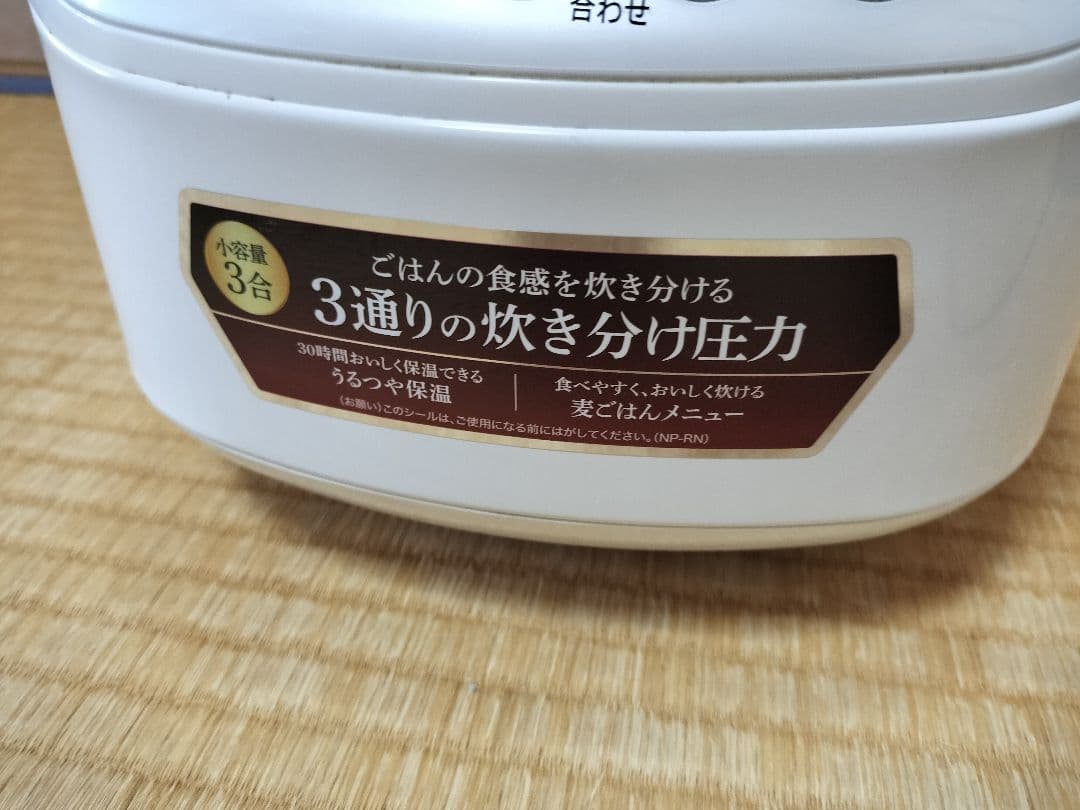 合わせ
小容量
3合
ごはんの食感を炊き分ける
3通りの炊き分け圧力
30時間おいしく保温できる
うるつや保温
食べやすく、おいしく炊ける
麦ごはんメニュー
(お願い)このシールは、ご使用になる前にはがしてください。(NP-RN)